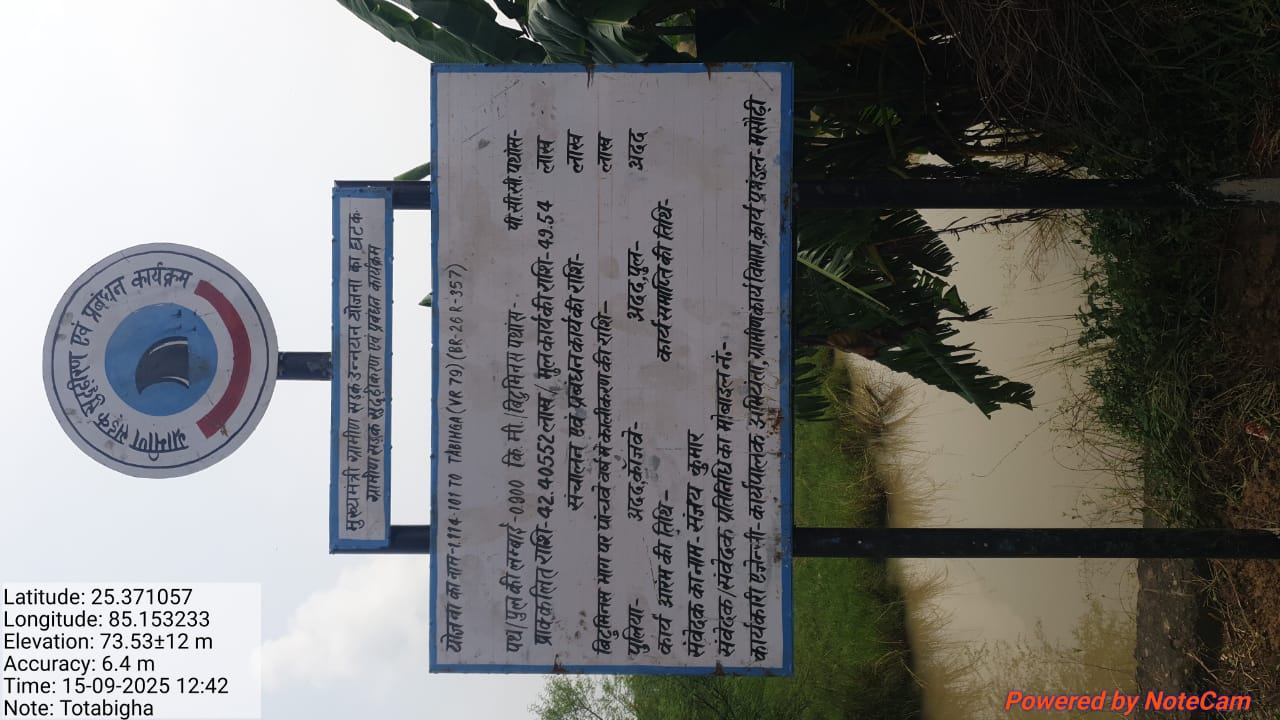 ग्रामीण सड़क सुदृढ़ीकरण एवं प्रबंधन कार्यक्रम
मुख्यमंत्री ग्रामीण सड़क उन्नयन योजना का घटक
ग्रामीण सड़क सुदृढ़ीकरण एवं प्रबंधन कार्यक्रम
योजना का नाम-1.114-101 TO TABIHGA (VR 79) (BR-26 R-357)
पथ/पुल की लम्बाई-0.900 कि.मी. बिटुमिनस पथांस- पी.सी.सी. पथांस-
प्राक्कलित राशि-42.40552 लाख/ मुल कार्य की राशि-49.54 लाख
संचालन एवं प्रबंधन कार्य की राशि- लाख
बिटुमिनस भाग पर पांचवे वर्ष में कालीकरण की राशि- लाख
पुलिया- अदद, कॉजवे- अदद, पुल- अदद
कार्य आरंभ की तिथि- कार्य समाप्ति की तिथि-
संवेदक का नाम- संजय कुमार
संवेदक/संवेदक प्रतिनिधि का मोबाइल नं.-
कार्यकारी एजेन्सी- कार्यपालक अभियंता, ग्रामीण कार्य विभाग, कार्य प्रमंडल-मसौढ़ी
Latitude: 25.371057
Longitude: 85.153233
Elevation: 73.53±12 m
Accuracy: 6.4 m
Time: 15-09-2025 12:42
Note: Totabigha
Powered by NoteCam